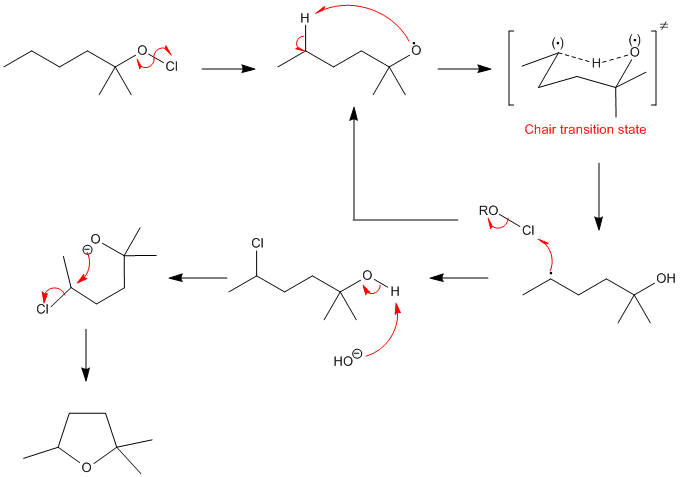 O
Cl
H
O
(·)
(·)
H
O
≠
Chair transition state
RO
Cl
OH
Cl
O
H
HO⊖
O
⊖
Cl
O